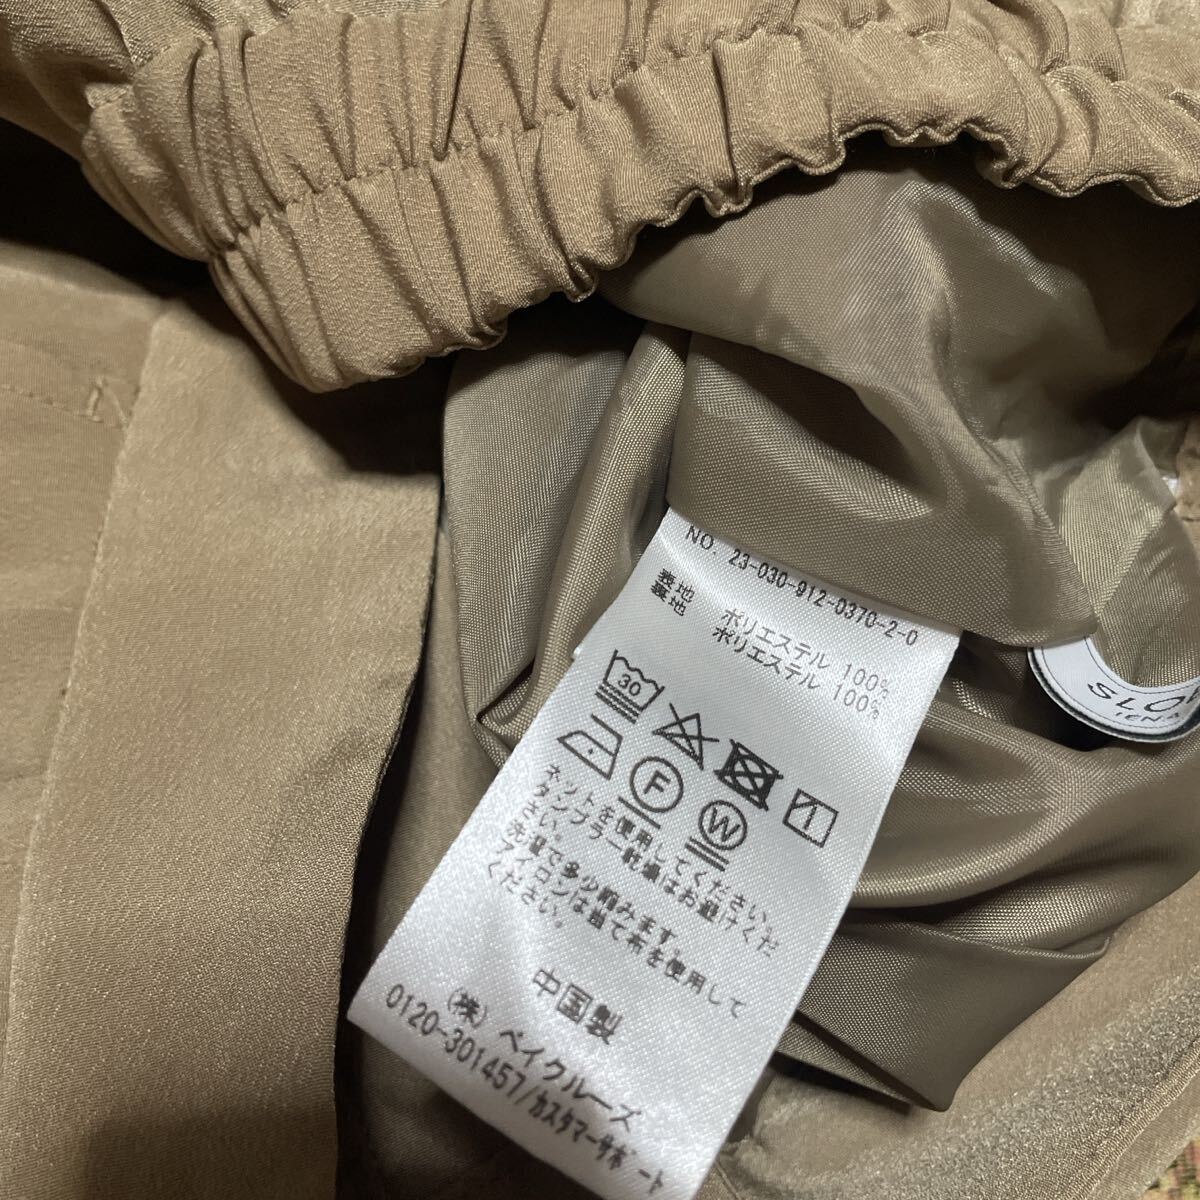 NO. 23-030-912-0370-2-0
表地 ポリエステル 100%
裏地 ポリエステル 100%
30
F
W
ネットを使用してください。
タンブラー乾燥はお避けくだ
さい。
洗濯で多少縮みます。
アイロンは当て布を使用して
ください。
中国製
(株) ベイクルーズ
0120-301457/カスタマーサポート
IENA